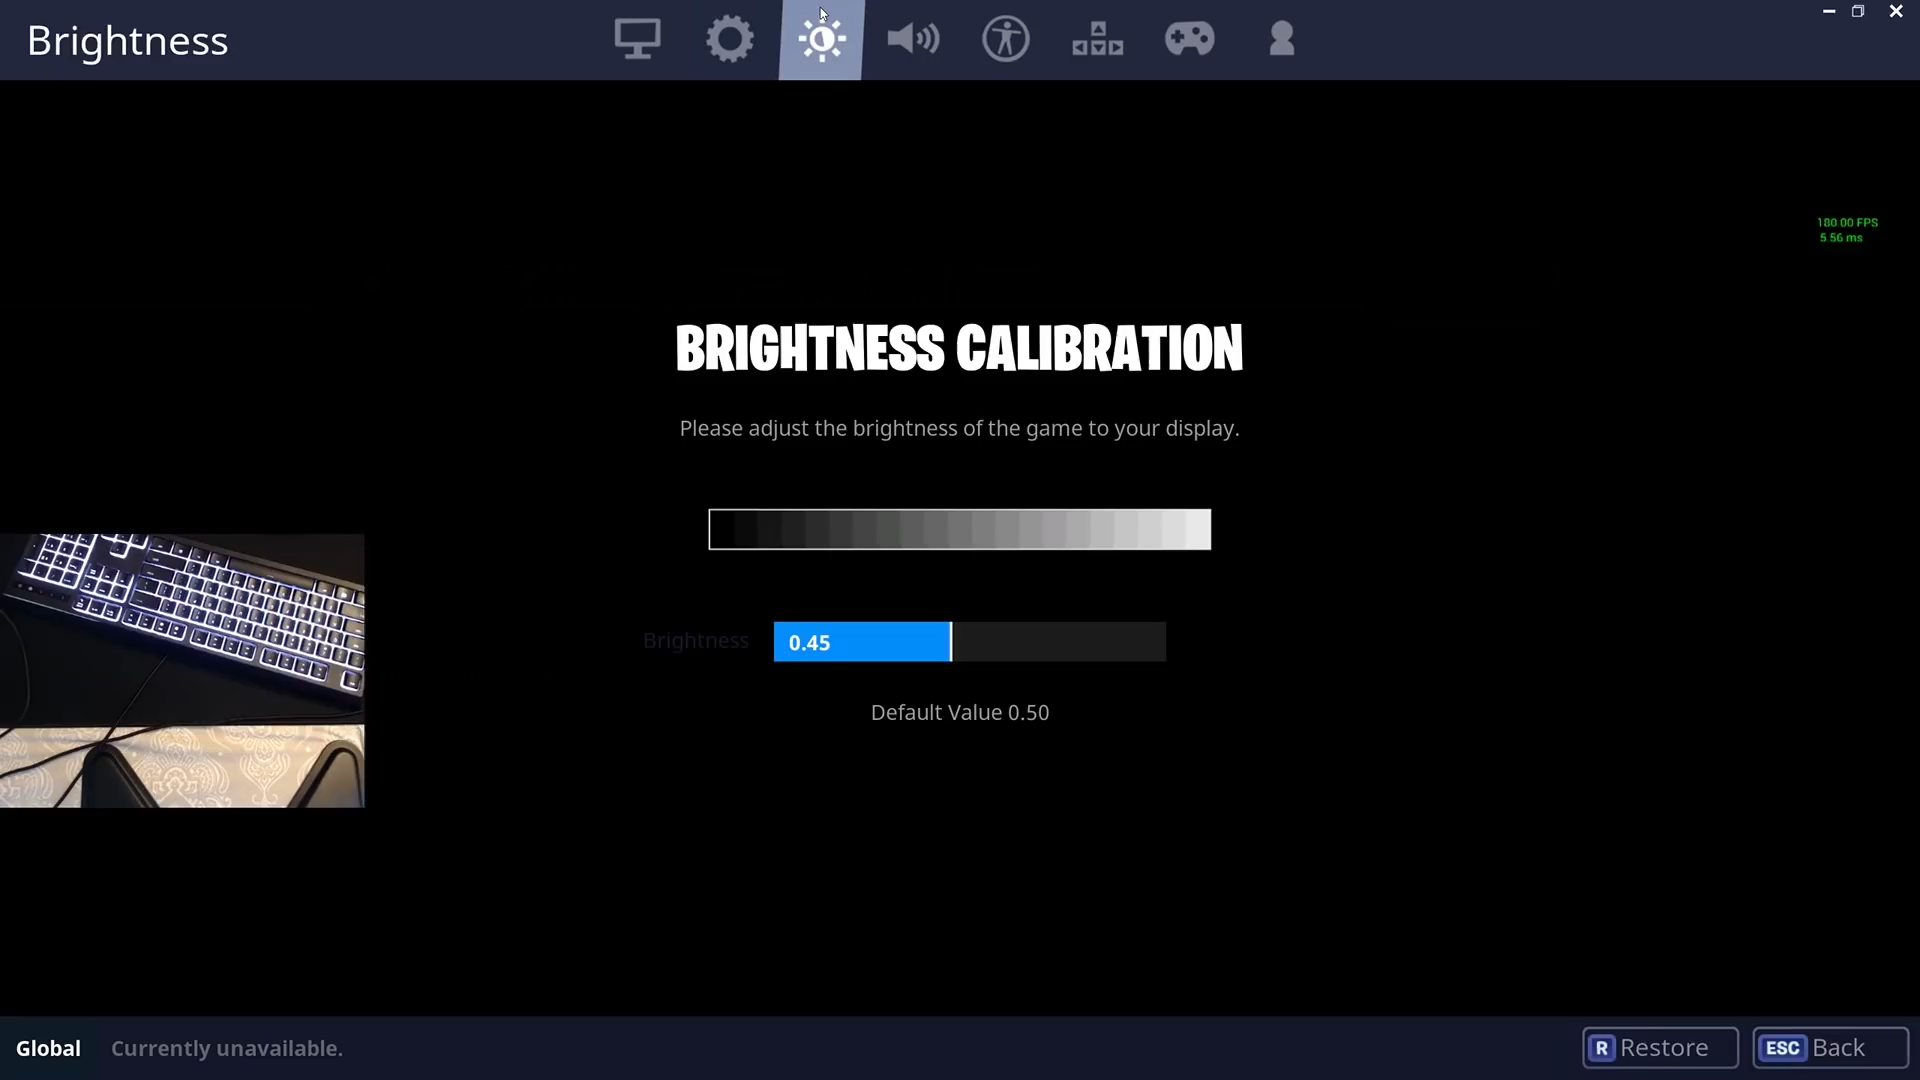 Brightness
180.00 FPS
5.56 ms
BRIGHTNESS CALIBRATION
Please adjust the brightness of the game to your display.
Brightness 0.45
Default Value 0.50
Global Currently unavailable.
R Restore ESC Back